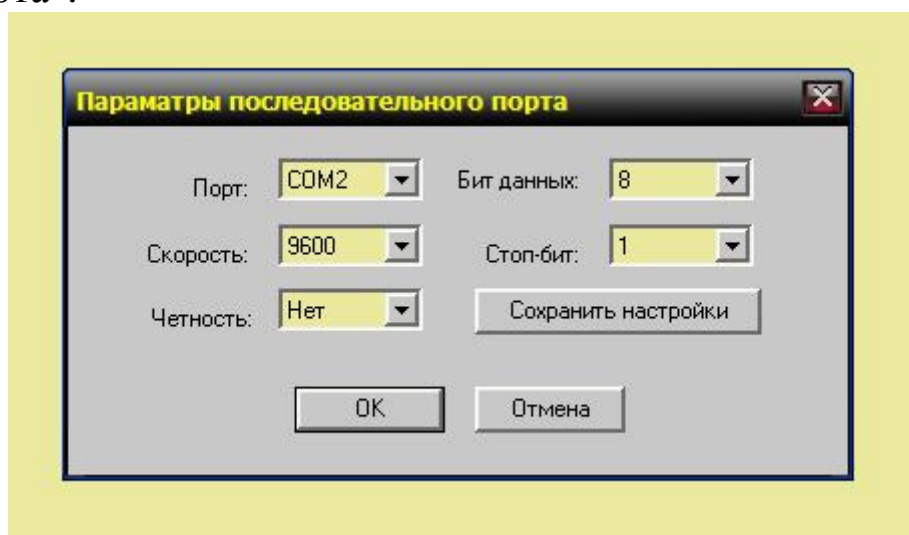 Параматры последовательного порта
Порт: COM2 Бит данных: 8
Скорость: 9600 Стоп-бит: 1
Четность: Нет Сохранить настройки
OK Отмена